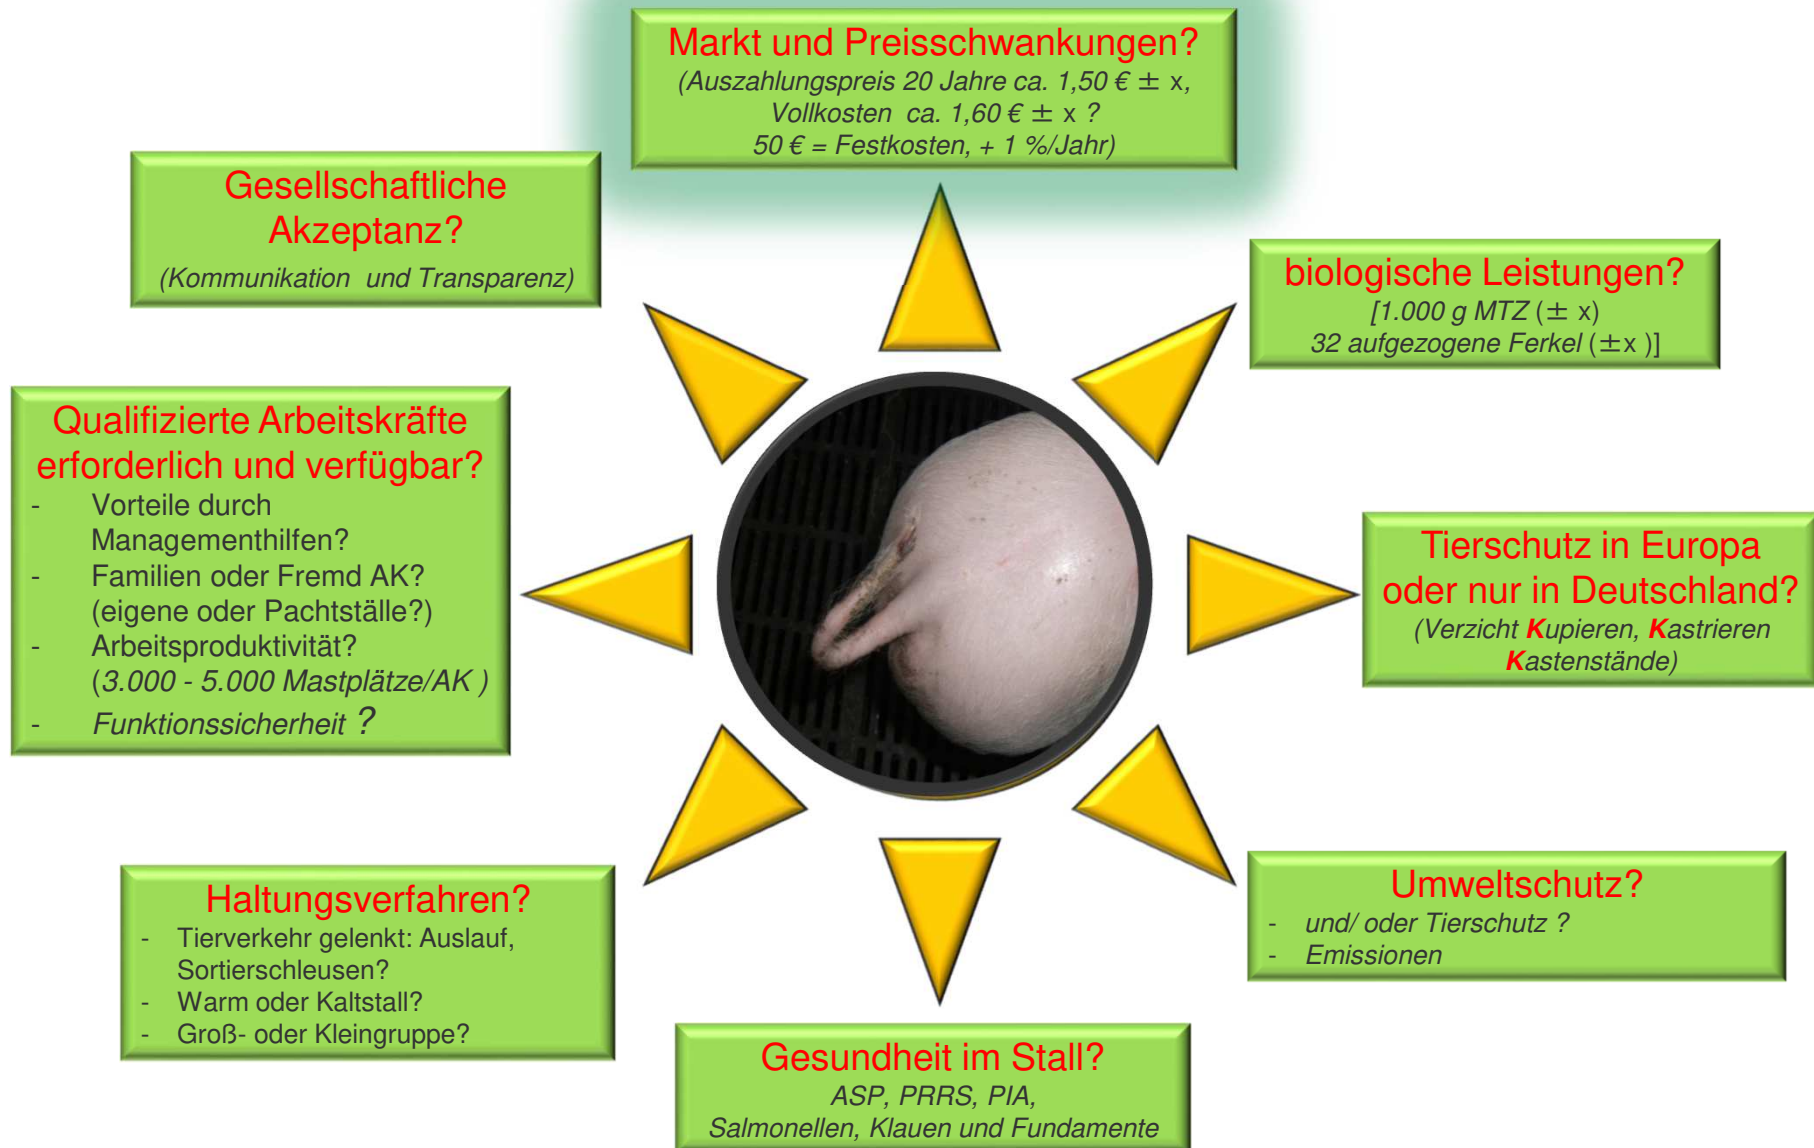 Markt und Preisschwankungen?
(Auszahlungspreis 20 Jahre ca. 1,50 € ± x,
Vollkosten ca. 1,60 € ± x ?
50 € = Festkosten, + 1 %/Jahr)
Gesellschaftliche
Akzeptanz?
(Kommunikation und Transparenz)
biologische Leistungen?
[1.000 g MTZ (± x)
32 aufgezogene Ferkel (±x )]
Qualifizierte Arbeitskräfte
erforderlich und verfügbar?
- Vorteile durch
Managementhilfen?
- Familien oder Fremd AK?
(eigene oder Pachtställe?)
- Arbeitsproduktivität?
(3.000 - 5.000 Mastplätze/AK )
- Funktionssicherheit ?
Tierschutz in Europa
oder nur in Deutschland?
(Verzicht Kupieren, Kastrieren
Kastenstände)
Haltungsverfahren?
- Tierverkehr gelenkt: Auslauf,
Sortierschleusen?
- Warm oder Kaltstall?
- Groß- oder Kleingruppe?
Umweltschutz?
- und/ oder Tierschutz ?
- Emissionen
Gesundheit im Stall?
ASP, PRRS, PIA,
Salmonellen, Klauen und Fundamente